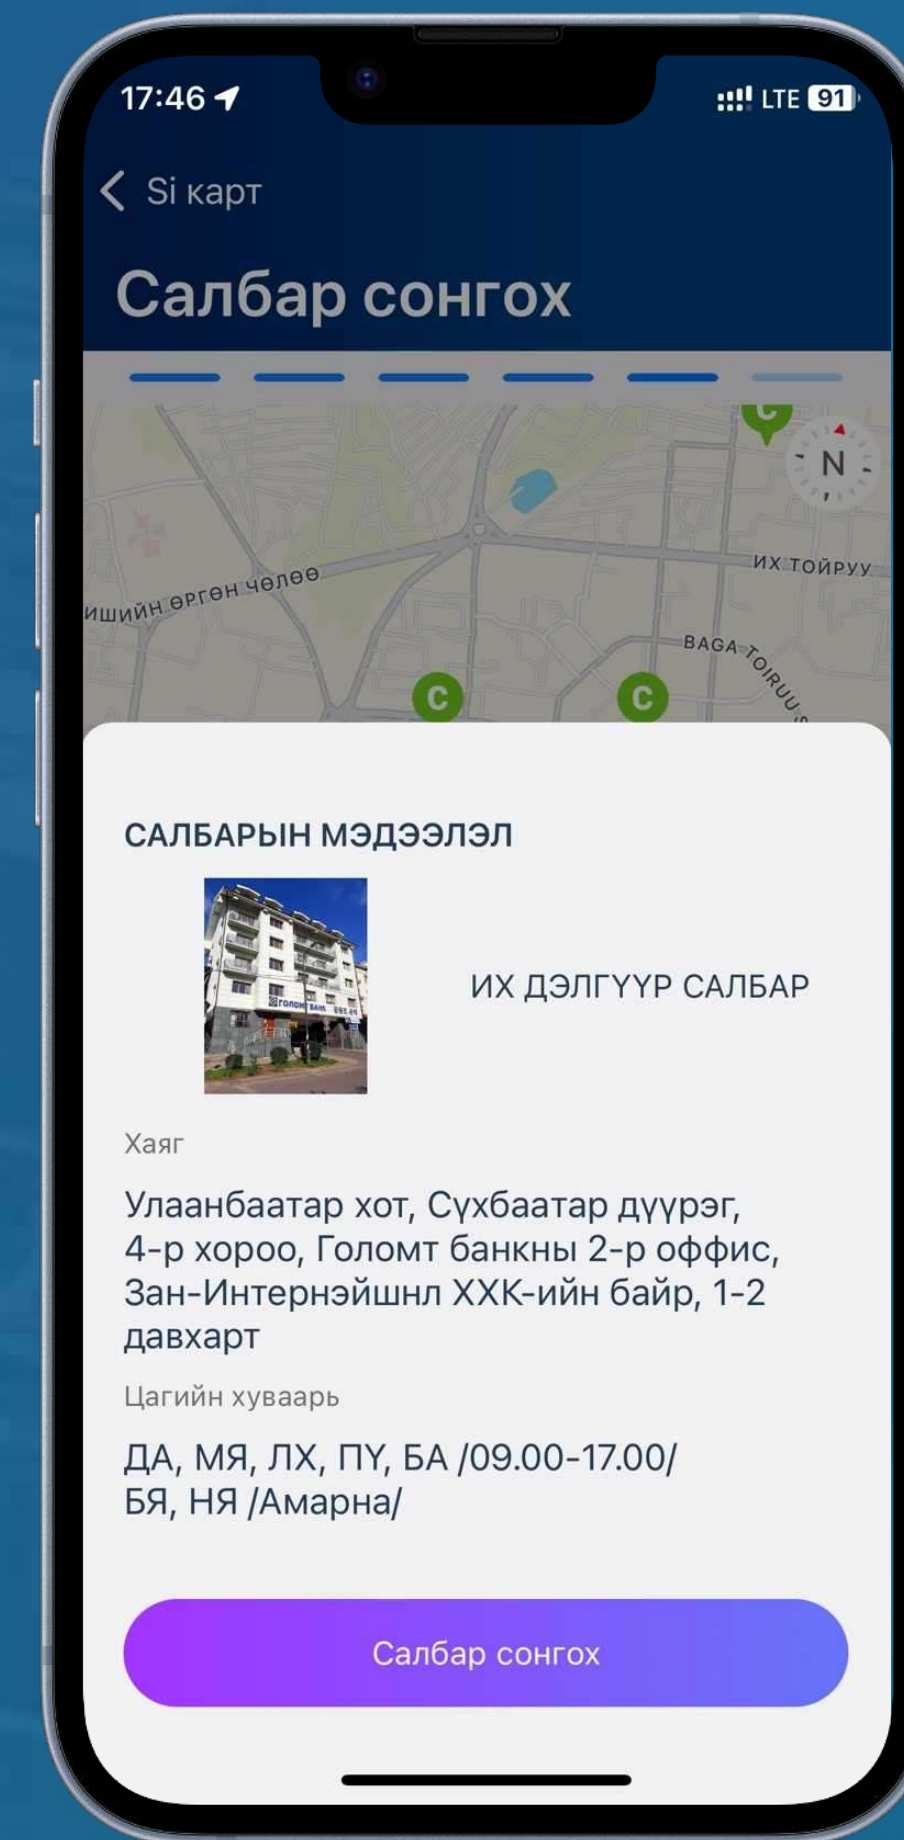 17:46
LTE 91
Si карт
Салбар сонгох
C
N
ИХ ТОЙРУУ
ИШИЙН ӨРГӨН ЧӨЛӨӨ
BAGA TOIRUU
C
C
САЛБАРЫН МЭДЭЭЛЭЛ
ГОЛОМТ БАНК
ИХ ДЭЛГҮҮР САЛБАР
Хаяг
Улаанбаатар хот, Сүхбаатар дүүрэг,
4-р хороо, Голомт банкны 2-р оффис,
Зан-Интернэйшнл ХХК-ийн байр, 1-2
давхарт
Цагийн хуваарь
ДА, МЯ, ЛХ, ПҮ, БА /09.00-17.00/
БЯ, НЯ /Амарна/
Салбар сонгох